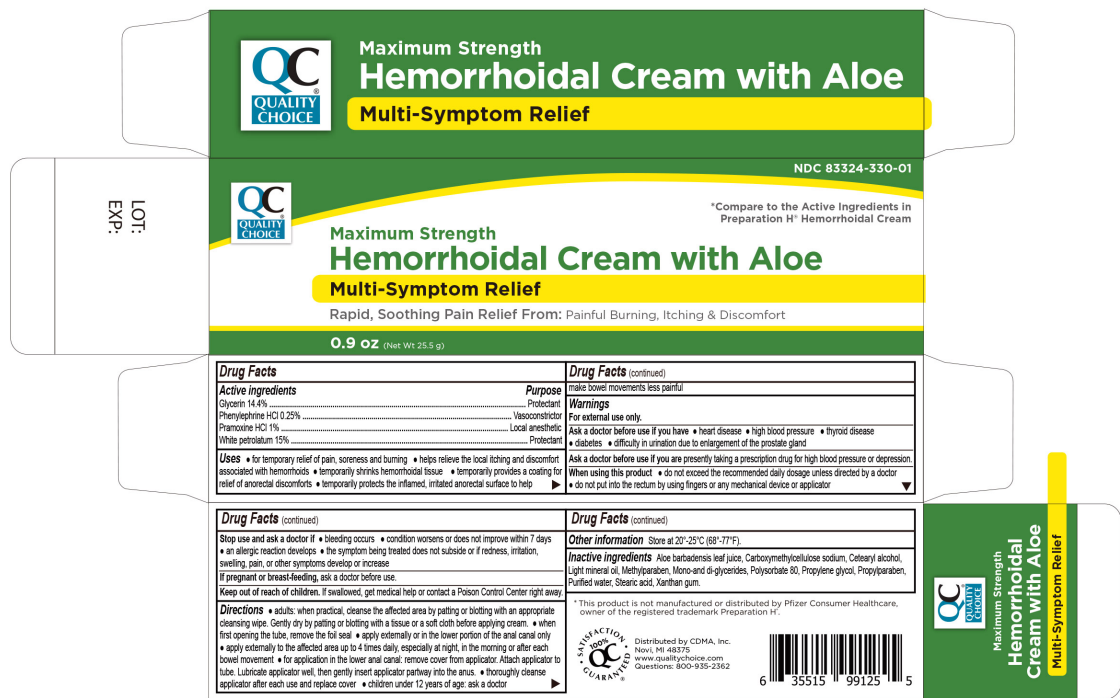 QC
®
QUALITY
CHOICE
Maximum Strength
Hemorrhoidal Cream with Aloe
Multi-Symptom Relief
LOT:
EXP:
NDC 83324-330-01
QC
®
QUALITY
CHOICE
*Compare to the Active Ingredients in
Preparation H® Hemorrhoidal Cream
Maximum Strength
Hemorrhoidal Cream with Aloe
Multi-Symptom Relief
Rapid, Soothing Pain Relief From: Painful Burning, Itching & Discomfort
0.9 oz (Net Wt 25.5 g)
Drug Facts
Active ingredients Purpose
Glycerin 14.4% ........ Protectant
Phenylephrine HCl 0.25% ........ Vasoconstrictor
Pramoxine HCl 1% ........ Local anesthetic
White petrolatum 15% ........ Protectant
Uses • for temporary relief of pain, soreness and burning • helps relieve the local itching and discomfort
associated with hemorrhoids • temporarily shrinks hemorrhoidal tissue • temporarily provides a coating for
relief of anorectal discomforts • temporarily protects the inflamed, irritated anorectal surface to help ▶
Drug Facts (continued)
make bowel movements less painful
Warnings
For external use only.
Ask a doctor before use if you have • heart disease • high blood pressure • thyroid disease
• diabetes • difficulty in urination due to enlargement of the prostate gland
Ask a doctor before use if you are presently taking a prescription drug for high blood pressure or depression.
When using this product • do not exceed the recommended daily dosage unless directed by a doctor
• do not put into the rectum by using fingers or any mechanical device or applicator ▼
Drug Facts (continued)
Stop use and ask a doctor if • bleeding occurs • condition worsens or does not improve within 7 days
• an allergic reaction develops • the symptom being treated does not subside or if redness, irritation,
swelling, pain, or other symptoms develop or increase
If pregnant or breast-feeding, ask a doctor before use.
Keep out of reach of children. If swallowed, get medical help or contact a Poison Control Center right away.
Directions • adults: when practical, cleanse the affected area by patting or blotting with an appropriate
cleansing wipe. Gently dry by patting or blotting with a tissue or a soft cloth before applying cream. • when
first opening the tube, remove the foil seal • apply externally or in the lower portion of the anal canal only
• apply externally to the affected area up to 4 times daily, especially at night, in the morning or after each
bowel movement • for application in the lower anal canal: remove cover from applicator. Attach applicator to
tube. Lubricate applicator well, then gently insert applicator partway into the anus. • thoroughly cleanse
applicator after each use and replace cover • children under 12 years of age: ask a doctor ▶
Drug Facts (continued)
Other information Store at 20°-25°C (68°-77°F).
Inactive ingredients Aloe barbadensis leaf juice, Carboxymethylcellulose sodium, Cetearyl alcohol,
Light mineral oil, Methylparaben, Mono-and di-glycerides, Polysorbate 80, Propylene glycol, Propylparaben,
Purified water, Stearic acid, Xanthan gum.
* This product is not manufactured or distributed by Pfizer Consumer Healthcare,
owner of the registered trademark Preparation H®.
SATISFACTION
100%
QC
GUARANTEED
®
Distributed by CDMA, Inc.
Novi, MI 48375
www.qualitychoice.com
Questions: 800-935-2362
6 35515 99125 5
QC
®
QUALITY
CHOICE
Maximum Strength
Hemorrhoidal
Cream with Aloe
Multi-Symptom Relief